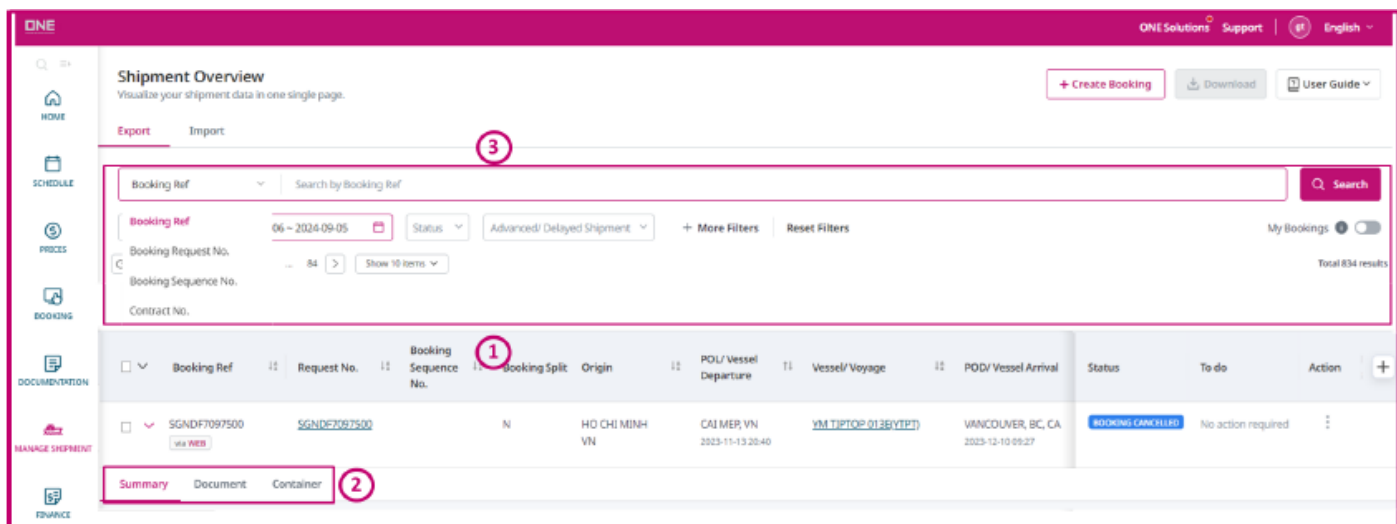 ONE
ONE Solutions Support English
Shipment Overview
Visualize your shipment data in one single page.
+ Create Booking Download User Guide
HOME
Export Import
3
SCHEDULE
Booking Ref Search by Booking Ref Search
Booking Ref
06 ~ 2024-09-05 Status Advanced/ Delayed Shipment + More Filters Reset Filters My Bookings
PRICES
Booking Request No.
... 84 > Show 10 items Total 834 results
Booking Sequence No.
BOOKING
Contract No.
1
Booking Ref Request No. Booking Sequence No. Booking Split Origin POL/ Vessel Departure Vessel/ Voyage POD/ Vessel Arrival Status To do Action +
DOCUMENTATION
SGNDF7097500 SGNDF7097500 N HO CHI MINH CAI MEP, VN YM TIPTOP 013E(YTPT) VANCOUVER, BC, CA BOOKING CANCELLED No action required
via WEB VN 2023-11-13 20:40 2023-12-10 09:27
MANAGE SHIPMENT
Summary Document Container 2
FINANCE